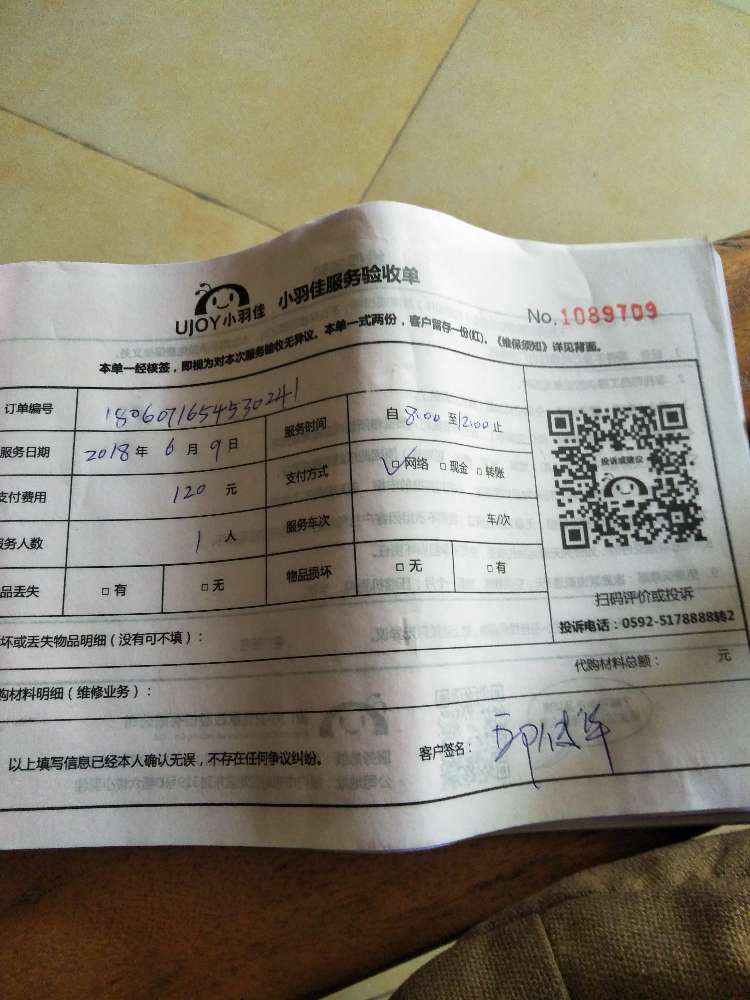 UJOY小羽佳 小羽佳服务验收单
No. 1089709
本单一经核签，即视为对本次服务验收无异议。本单一式两份，客户留存一份(红)。《维保须知》详见背面。
订单编号 1806071654530241
服务日期 2018年6月9日 服务时间 自8:00至12:00止
支付费用 120元 支付方式 ☑网络 □现金 □转账
服务人数 1人 服务车次 车/次
品丢失 □有 □无 物品损坏 □无 □有
投诉或建议
扫码评价或投诉
投诉电话：0592-5178888转2
坏或丢失物品明细（没有可不填）：
购材料明细（维修业务）： 代购材料总额： 元
以上填写信息已经本人确认无误，不存在任何争议纠纷。 客户签名：